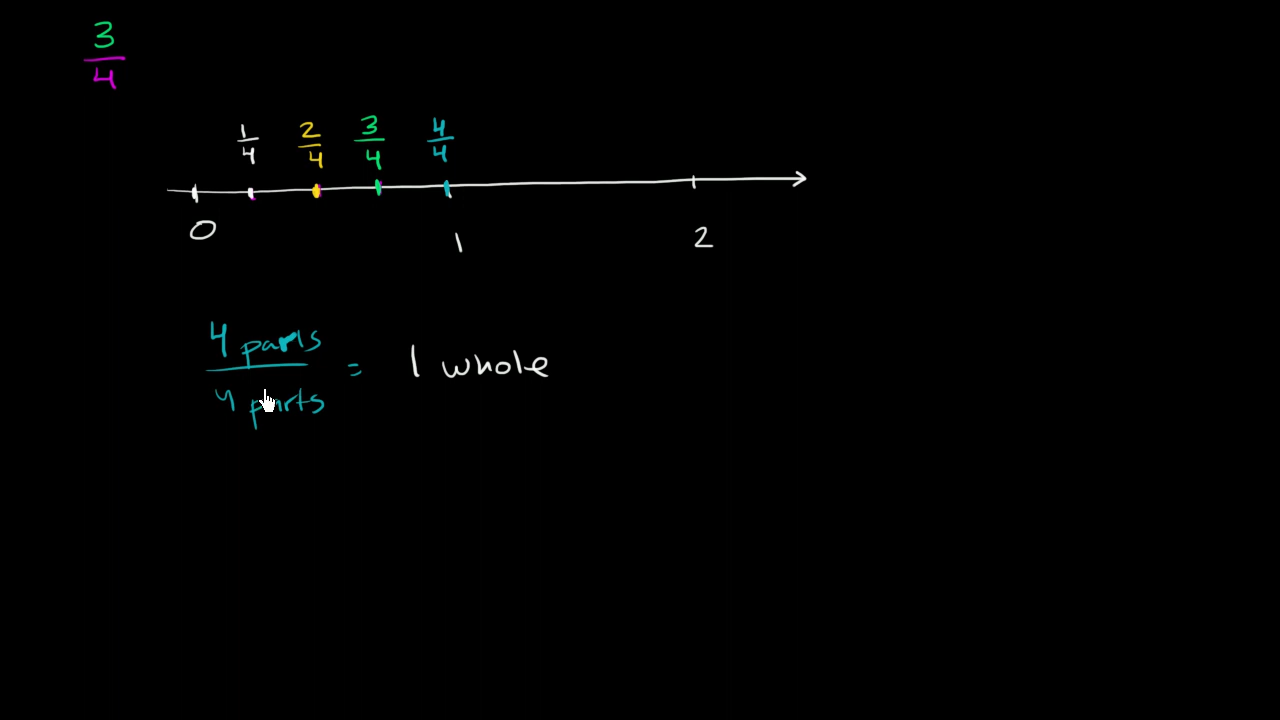 3/4
1/4 2/4 3/4 4/4
0 1 2
4 parts / 4 parts = 1 whole